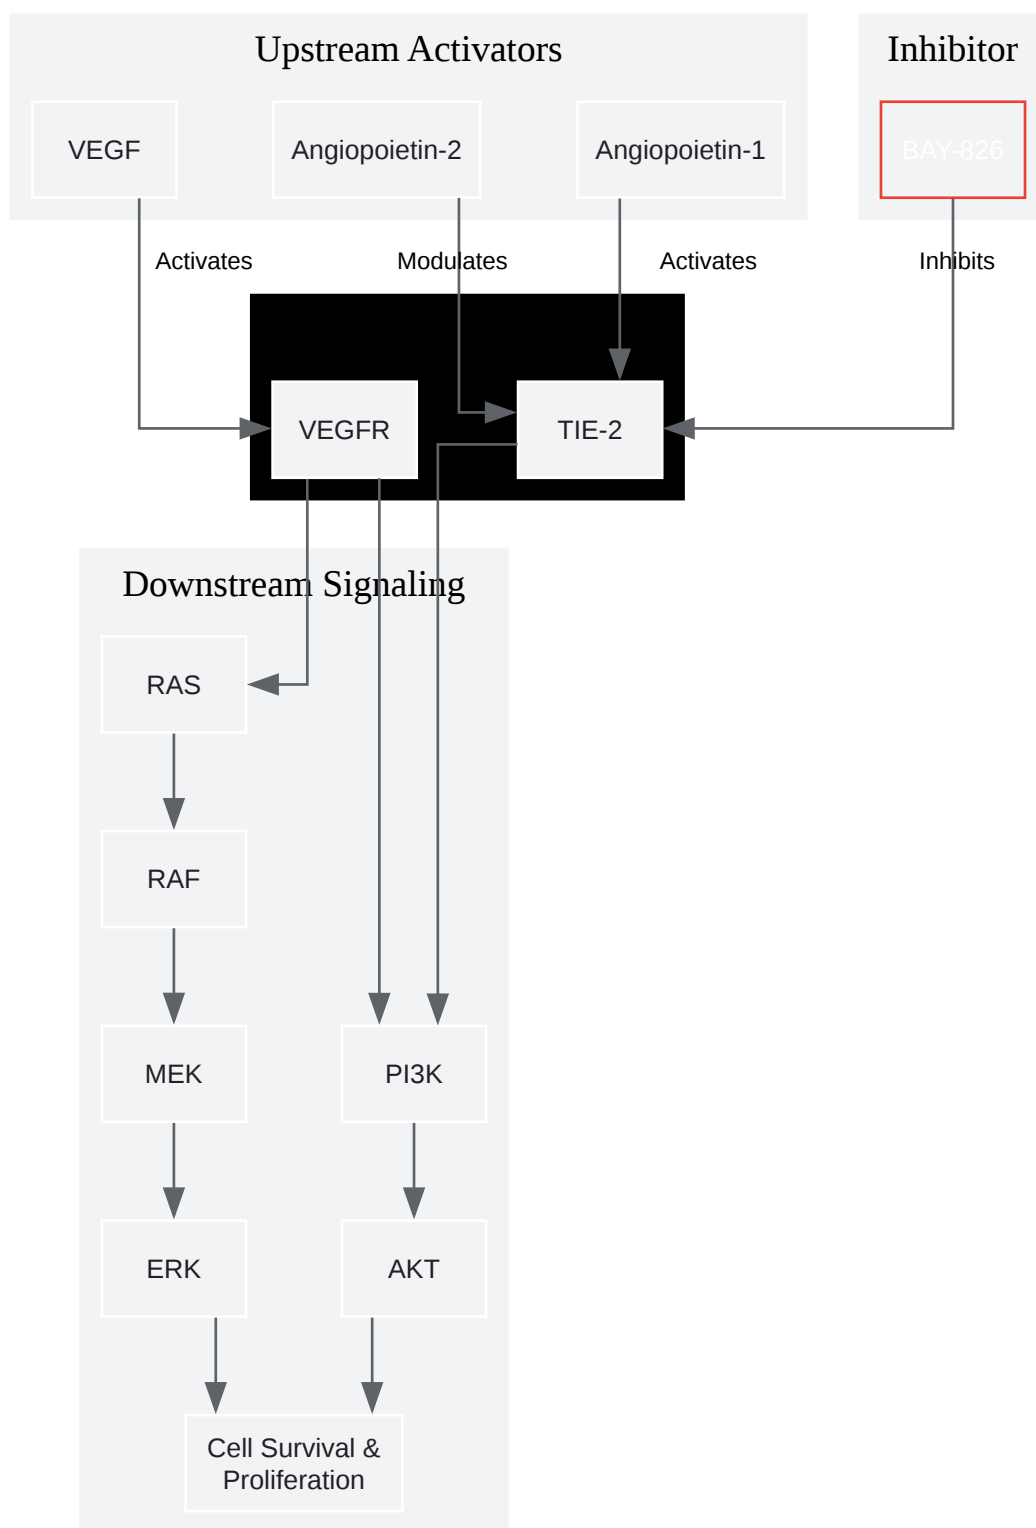 Upstream Activators
Inhibitor
VEGF
Angiopoietin-2
Angiopoietin-1
BAY-826
Activates
Modulates
Activates
Inhibits
VEGFR
TIE-2
Downstream Signaling
RAS
RAF
MEK
PI3K
ERK
AKT
Cell Survival &
Proliferation